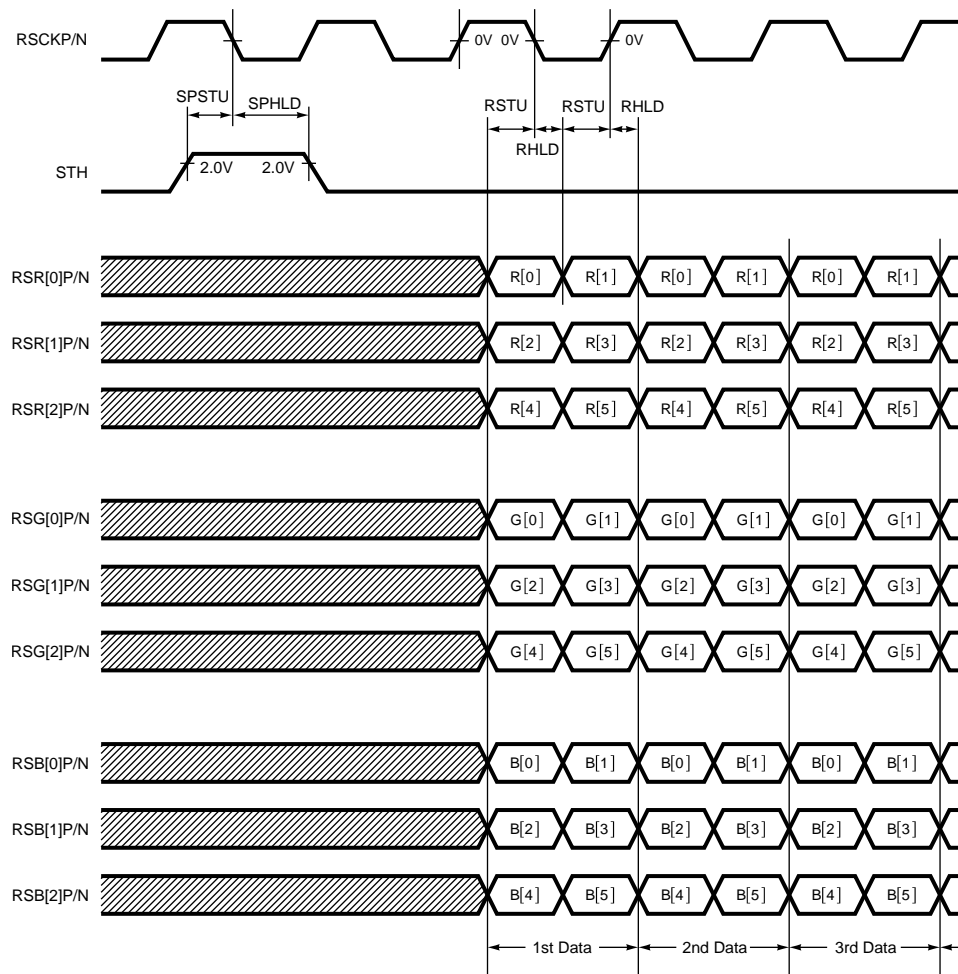 RSCKP/N
0V 0V 0V
SPSTU SPHLD RSTU RSTU RHLD
RHLD
STH
2.0V 2.0V
RSR[0]P/N R[0] R[1] R[0] R[1] R[0] R[1]
RSR[1]P/N R[2] R[3] R[2] R[3] R[2] R[3]
RSR[2]P/N R[4] R[5] R[4] R[5] R[4] R[5]
RSG[0]P/N G[0] G[1] G[0] G[1] G[0] G[1]
RSG[1]P/N G[2] G[3] G[2] G[3] G[2] G[3]
RSG[2]P/N G[4] G[5] G[4] G[5] G[4] G[5]
RSB[0]P/N B[0] B[1] B[0] B[1] B[0] B[1]
RSB[1]P/N B[2] B[3] B[2] B[3] B[2] B[3]
RSB[2]P/N B[4] B[5] B[4] B[5] B[4] B[5]
1st Data 2nd Data 3rd Data